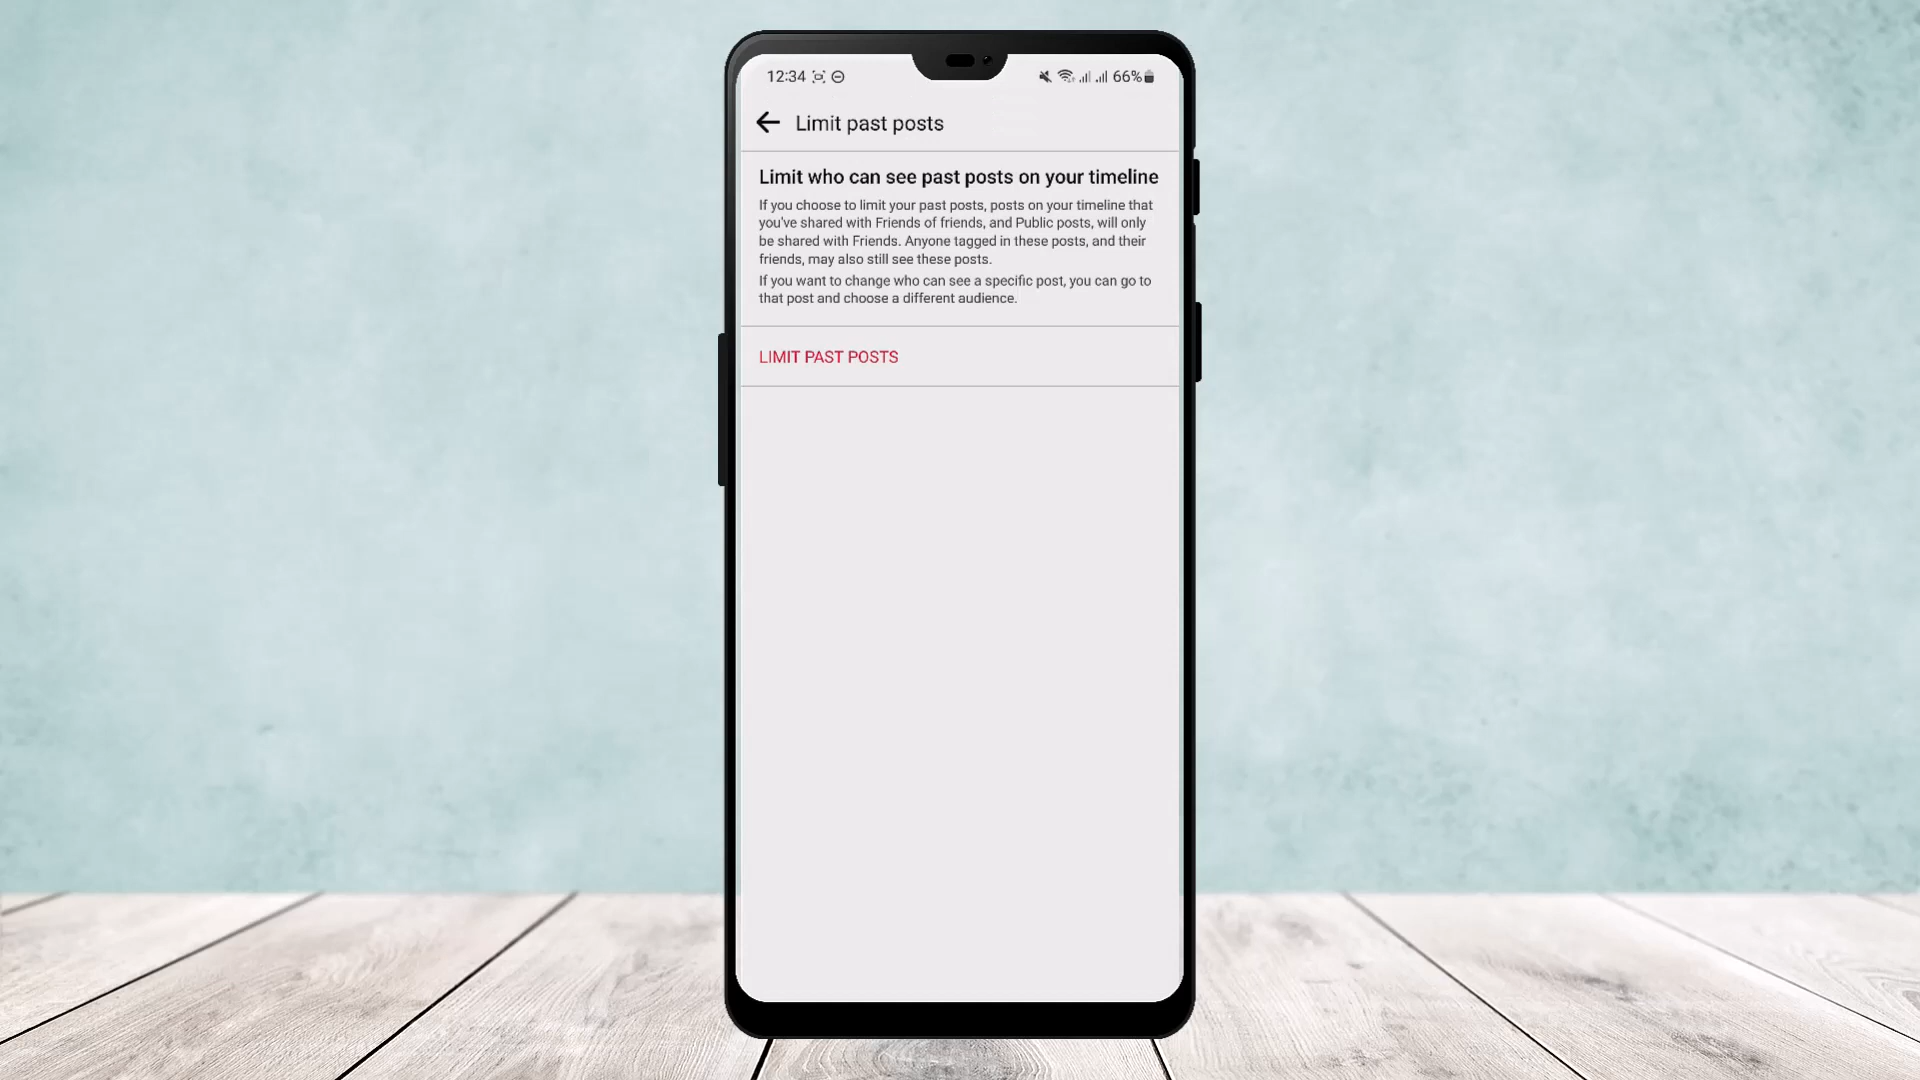 12:34 66%
Limit past posts
Limit who can see past posts on your timeline
If you choose to limit your past posts, posts on your timeline that
you've shared with Friends of friends, and Public posts, will only
be shared with Friends. Anyone tagged in these posts, and their
friends, may also still see these posts.
If you want to change who can see a specific post, you can go to
that post and choose a different audience.
LIMIT PAST POSTS